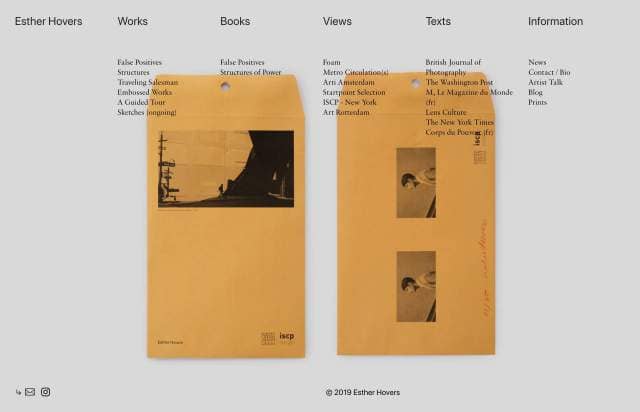 Esther Hovers
Works
Books
Views
Texts
Information
False Positives
Structures
Traveling Salesman
Embodied Works
A Guided Tour
Sketches (ongoing)
False Positives
Structures of Power
Foam
Metro Circulation(s)
Arti Amsterdam
Startpoint Selection
ISCP - New York
Art Rotterdam
British Journal of
Photography
The Washington Post
M, Le Magazine du Monde
(fr)
Lens Culture
The New York Times
Corps du Pouvoir (fr)
News
Contact / Bio
Artist Talk
Blog
Prints
iscp
Esther Hovers
iscp
© 2019 Esther Hovers